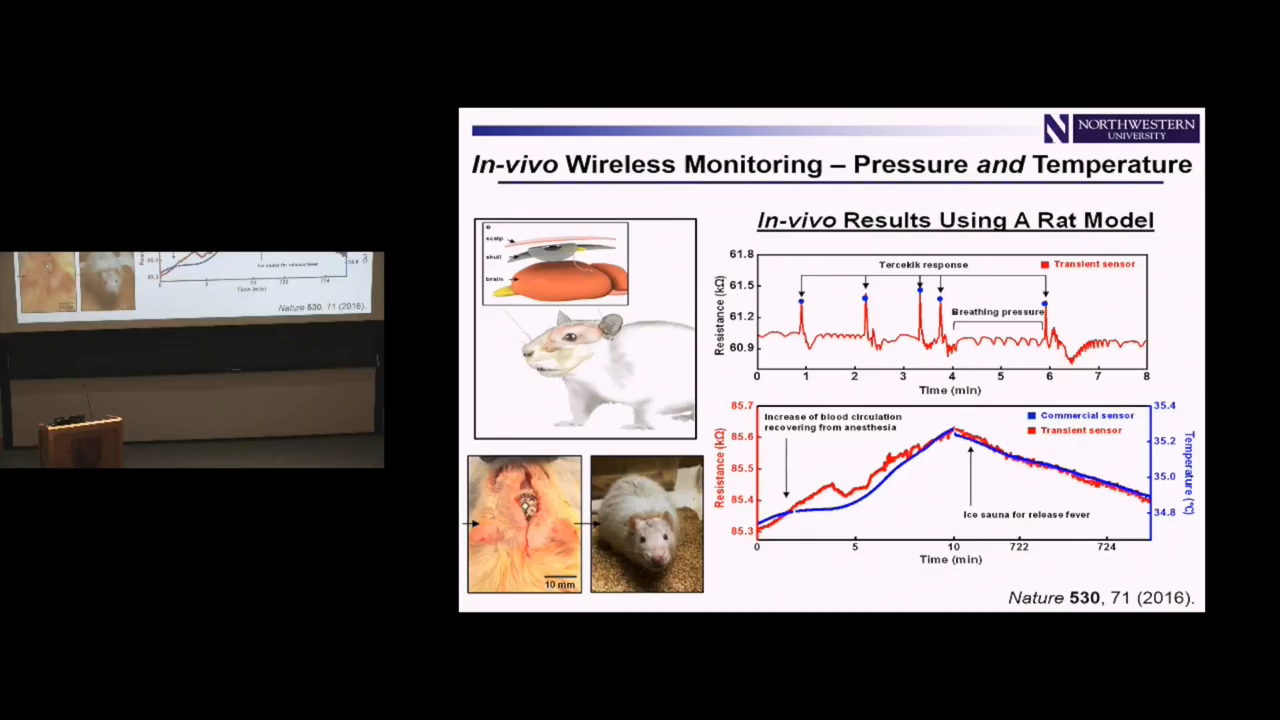 NORTHWESTERN
UNIVERSITY
In-vivo Wireless Monitoring – Pressure and Temperature
In-vivo Results Using A Rat Model
scalp
skull
brain
10 mm
61.8
61.5
61.2
60.9
Resistance (kΩ)
Tercekik response
Transient sensor
Breathing pressure
0 1 2 3 4 5 6 7 8
Time (min)
85.7
85.6
85.5
85.4
85.3
Resistance (kΩ)
Increase of blood circulation
recovering from anesthesia
Commercial sensor
Transient sensor
Ice sauna for release fever
35.4
35.2
35.0
34.8
Temperature (°C)
0 5 10 722 724
Time (min)
Nature 530, 71 (2016).
Time (min)
Nature 530, 71 (2016).